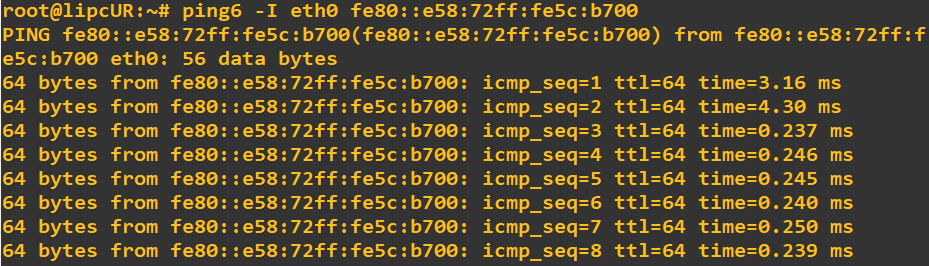 root@lipcUR:~# ping6 -I eth0 fe80::e58:72ff:fe5c:b700
PING fe80::e58:72ff:fe5c:b700(fe80::e58:72ff:fe5c:b700) from fe80::e58:72ff:f
e5c:b700 eth0: 56 data bytes
64 bytes from fe80::e58:72ff:fe5c:b700: icmp_seq=1 ttl=64 time=3.16 ms
64 bytes from fe80::e58:72ff:fe5c:b700: icmp_seq=2 ttl=64 time=4.30 ms
64 bytes from fe80::e58:72ff:fe5c:b700: icmp_seq=3 ttl=64 time=0.237 ms
64 bytes from fe80::e58:72ff:fe5c:b700: icmp_seq=4 ttl=64 time=0.246 ms
64 bytes from fe80::e58:72ff:fe5c:b700: icmp_seq=5 ttl=64 time=0.245 ms
64 bytes from fe80::e58:72ff:fe5c:b700: icmp_seq=6 ttl=64 time=0.240 ms
64 bytes from fe80::e58:72ff:fe5c:b700: icmp_seq=7 ttl=64 time=0.250 ms
64 bytes from fe80::e58:72ff:fe5c:b700: icmp_seq=8 ttl=64 time=0.239 ms